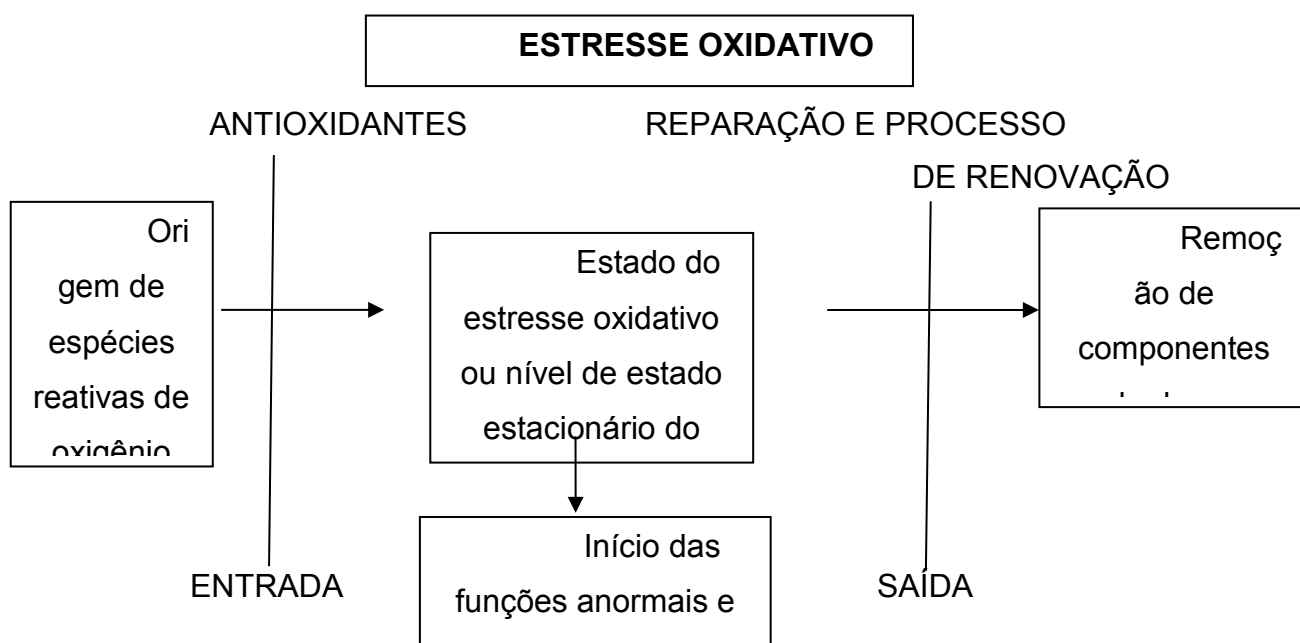 ESTRESSE OXIDATIVO
ANTIOXIDANTES
REPARAÇÃO E PROCESSO
DE RENOVAÇÃO
Ori
gem de
espécies
reativas de
oxigênio
Estado do
estresse oxidativo
ou nível de estado
estacionário do
Remoç
ão de
componentes
Início das
funções anormais e
ENTRADA
SAÍDA